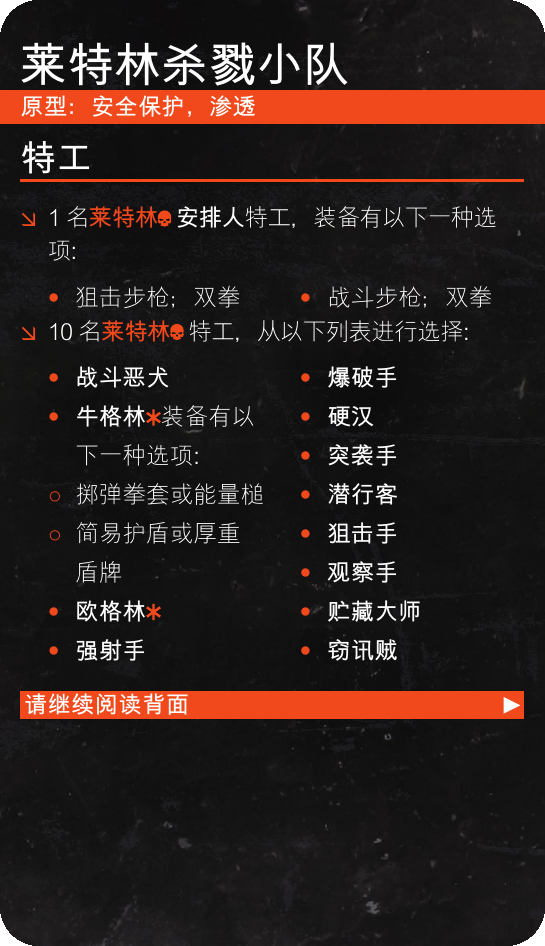 莱特林杀戮小队
原型：安全保护，渗透
特工
1 名莱特林安排人特工，装备有以下一种选
项：
狙击步枪；双拳
战斗步枪；双拳
10 名莱特林特工，从以下列表进行选择：
战斗恶犬
牛格林*装备有以
下一种选项：
掷弹拳套或能量槌
简易护盾或厚重
盾牌
欧格林*
强射手
爆破手
硬汉
突袭手
潜行客
狙击手
观察手
贮藏大师
窃讯贼
请继续阅读背面